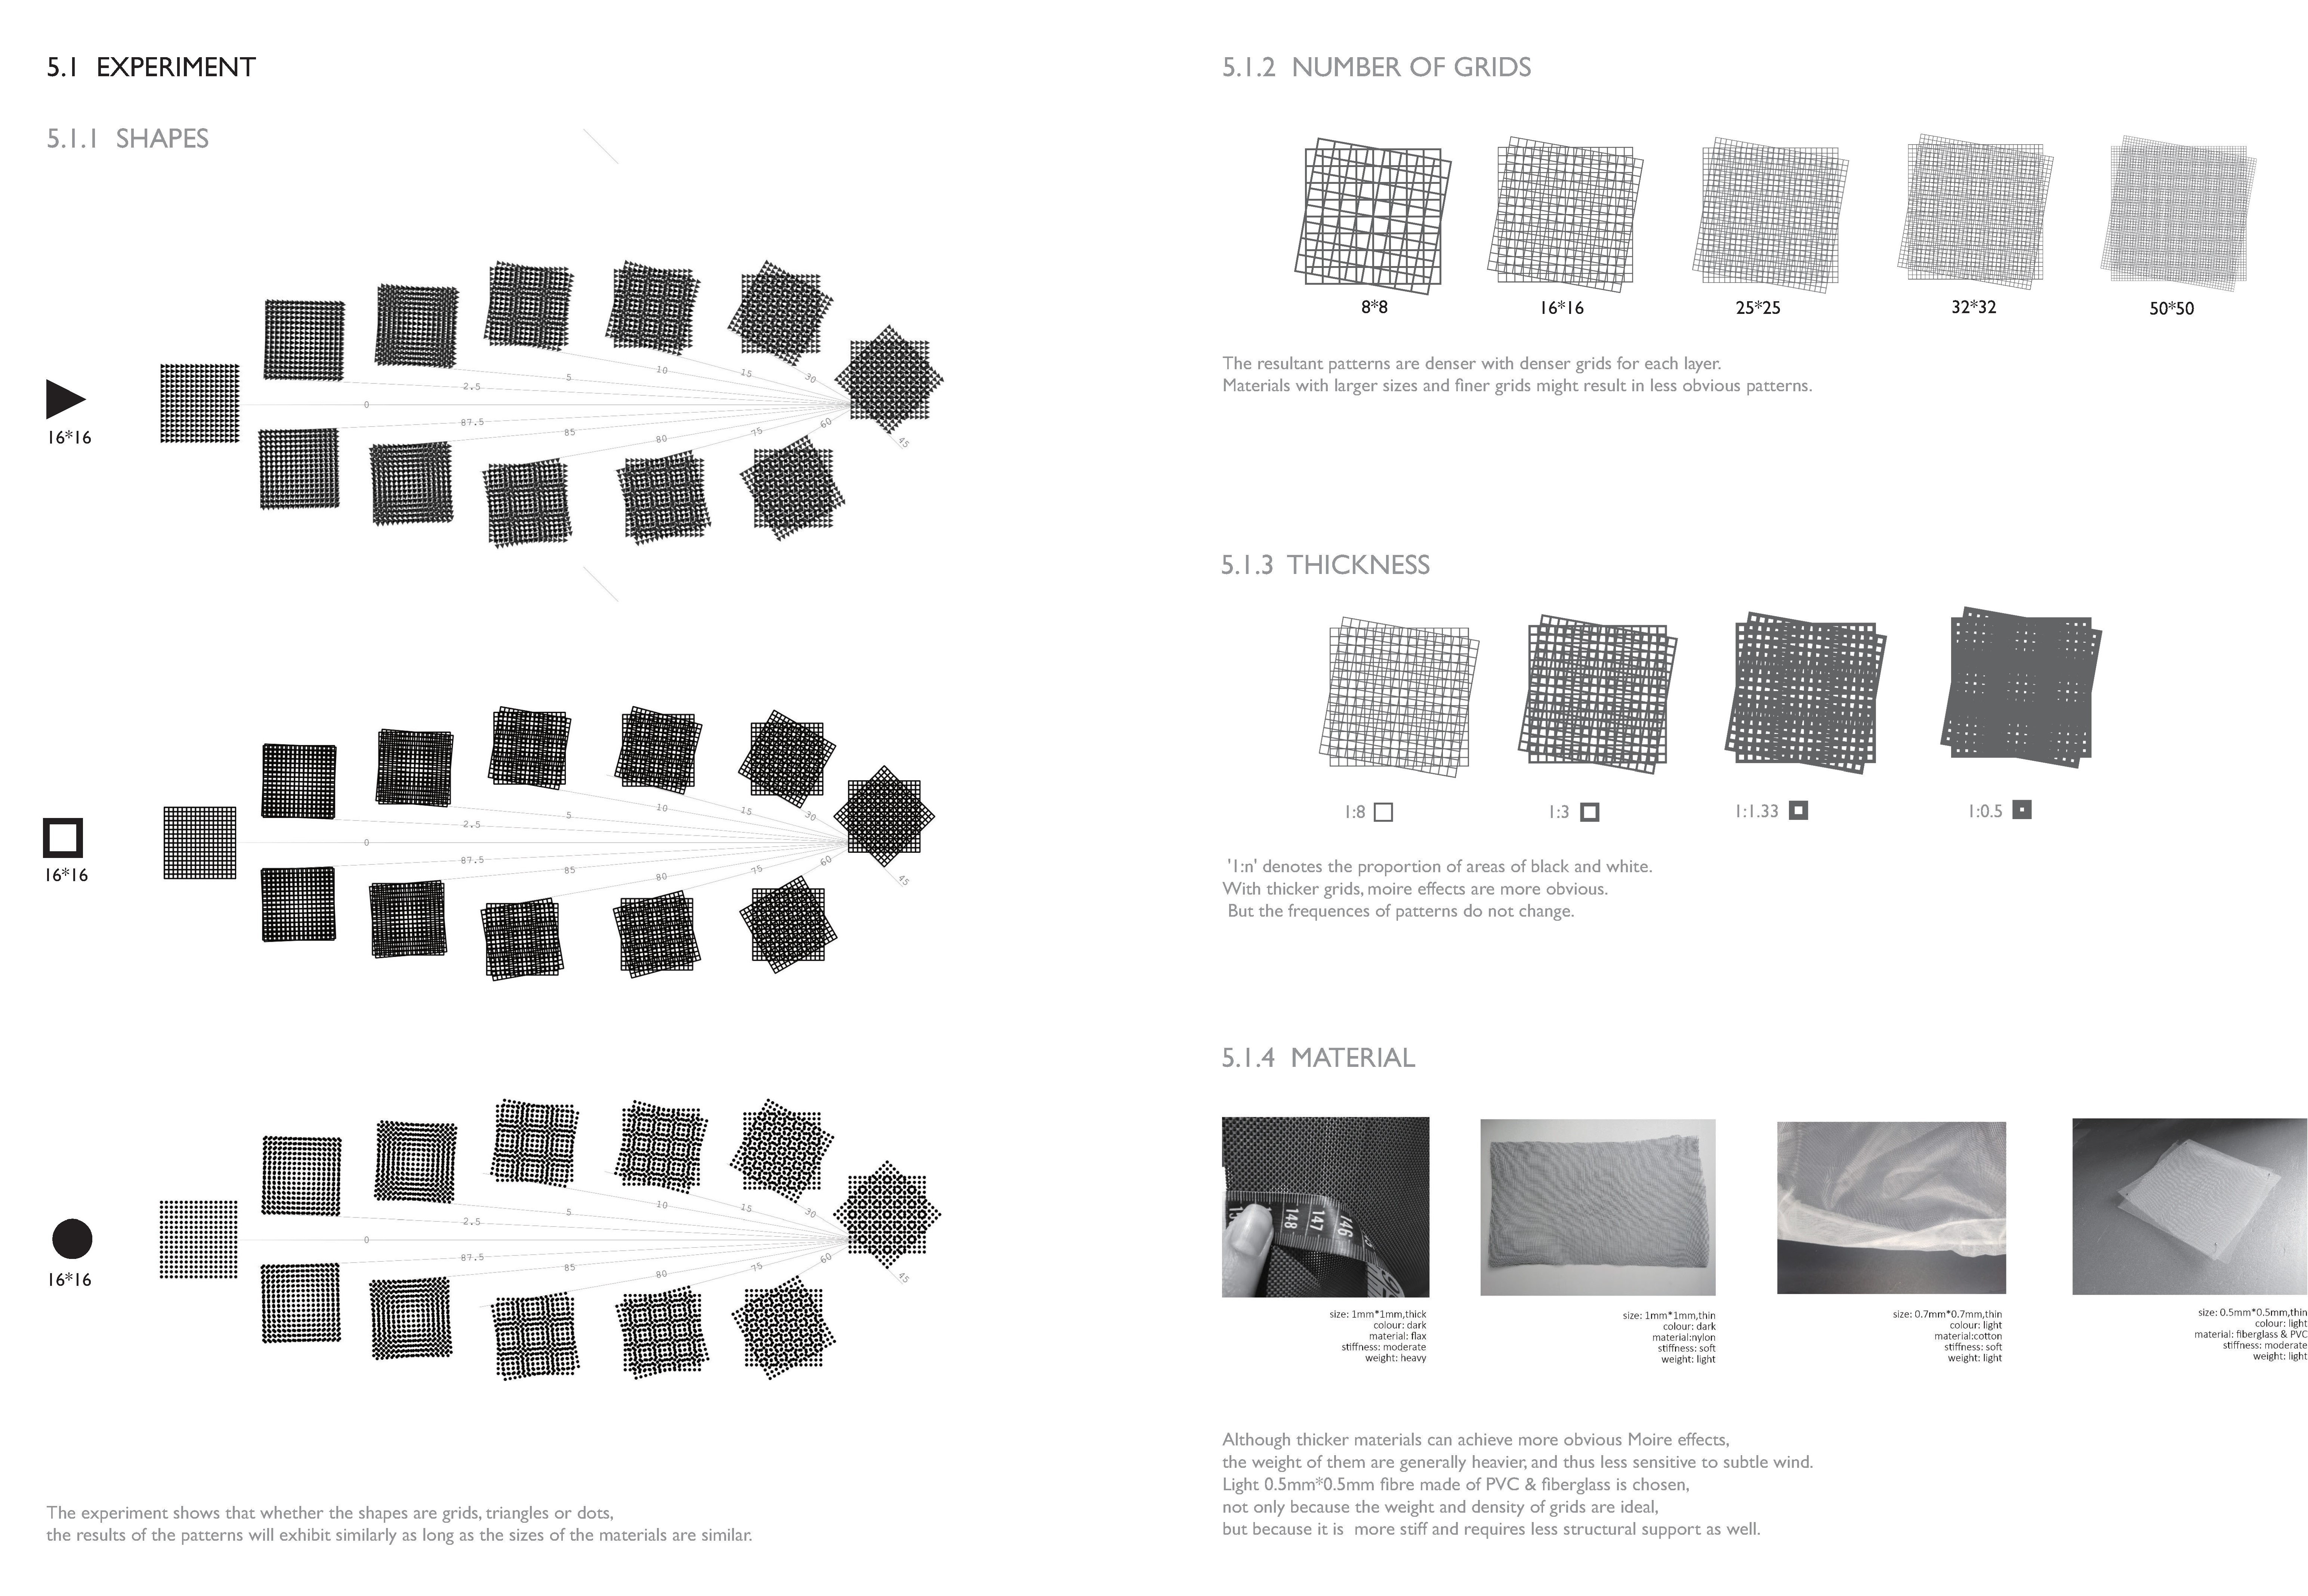 5.1 EXPERIMENT
5.1.1 SHAPES
2.5
5
10
15
30
0
87.5
85
80
75
60
45
16*16
2.5
5
10
15
30
0
87.5
85
80
75
60
45
16*16
2.5
5
10
15
30
0
87.5
85
80
75
60
45
16*16
The experiment shows that whether the shapes are grids, triangles or dots,
the results of the patterns will exhibit similarly as long as the sizes of the materials are similar.
5.1.2 NUMBER OF GRIDS
8*8
16*16
25*25
32*32
50*50
The resultant patterns are denser with denser grids for each layer.
Materials with larger sizes and finer grids might result in less obvious patterns.
5.1.3 THICKNESS
1:8
1:3
1:1.33
1:0.5
'1:n' denotes the proportion of areas of black and white.
With thicker grids, moire effects are more obvious.
But the frequences of patterns do not change.
5.1.4 MATERIAL
148
147
746
size: 1mm*1mm,thick
colour: dark
material: flax
stiffness: moderate
weight: heavy
size: 1mm*1mm,thin
colour: dark
material:nylon
stiffness: soft
weight: light
size: 0.7mm*0.7mm,thin
colour: light
material:cotton
stiffness: soft
weight: light
size: 0.5mm*0.5mm,thin
colour: light
material: fiberglass & PVC
stiffness: moderate
weight: light
Although thicker materials can achieve more obvious Moire effects,
the weight of them are generally heavier, and thus less sensitive to subtle wind.
Light 0.5mm*0.5mm fibre made of PVC & fiberglass is chosen,
not only because the weight and density of grids are ideal,
but because it is more stiff and requires less structural support as well.